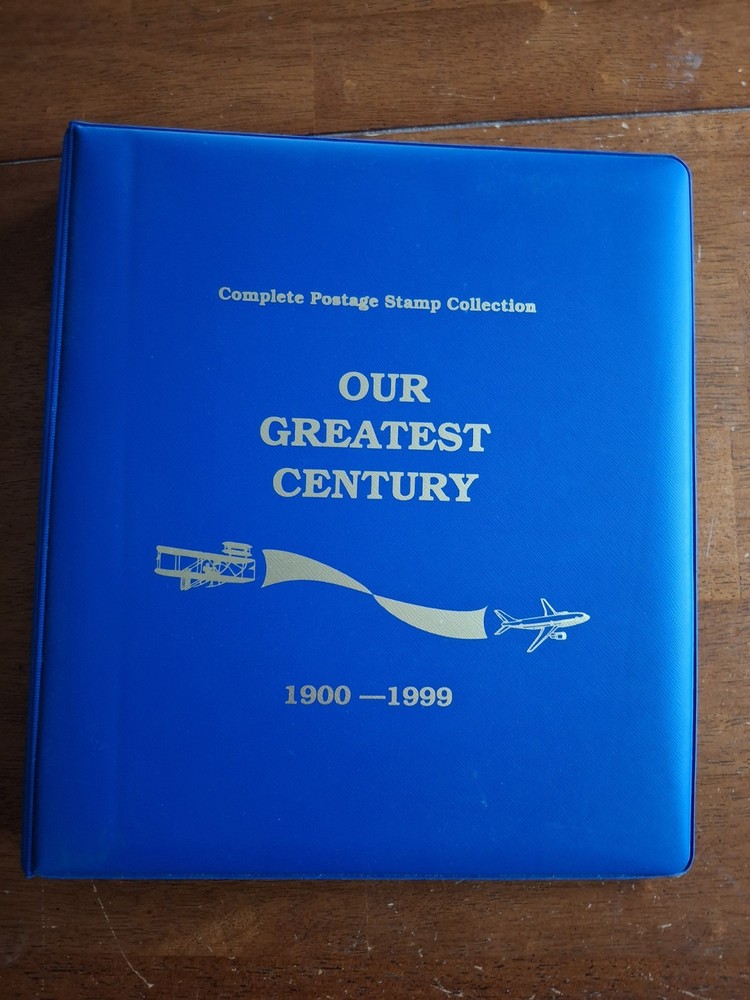 Complete Postage Stamp Collection
OUR
GREATEST
CENTURY
1900 —1999